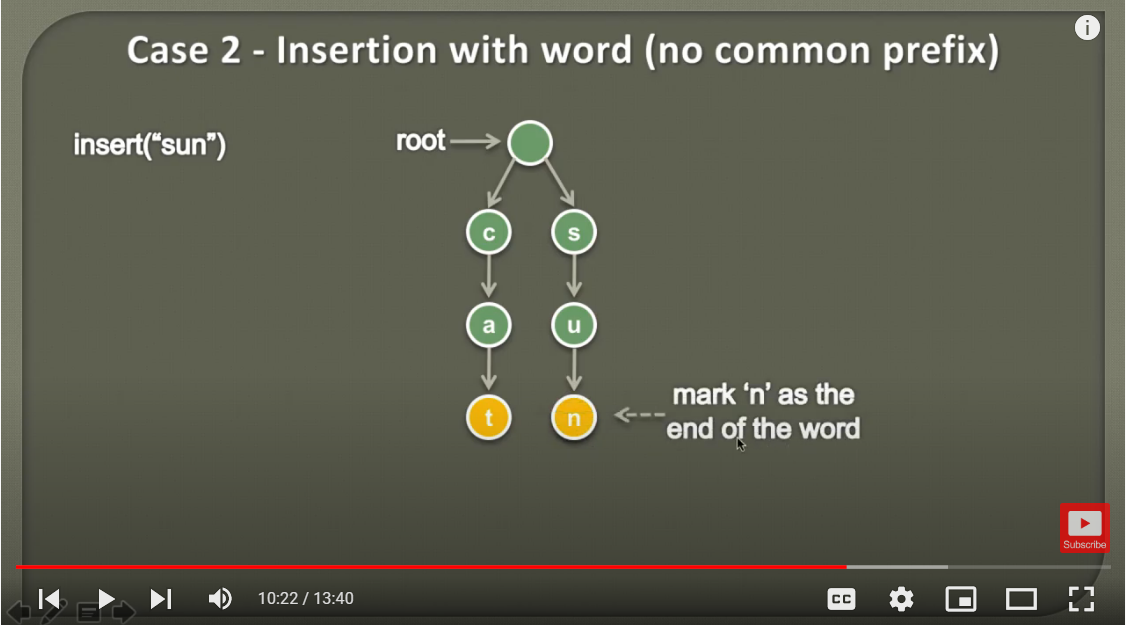 Case 2 - Insertion with word (no common prefix)
i
insert(“sun”)
root
c
s
a
u
t
n
mark ‘n’ as the
end of the word
Subscribe
10:22 / 13:40
CC